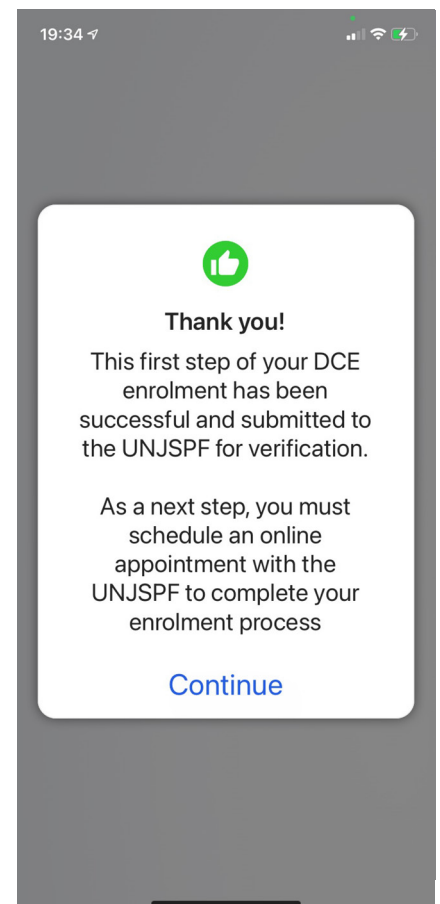 19:34
Thank you!
This first step of your DCE
enrolment has been
successful and submitted to
the UNJSPF for verification.
As a next step, you must
schedule an online
appointment with the
UNJSPF to complete your
enrolment process
Continue